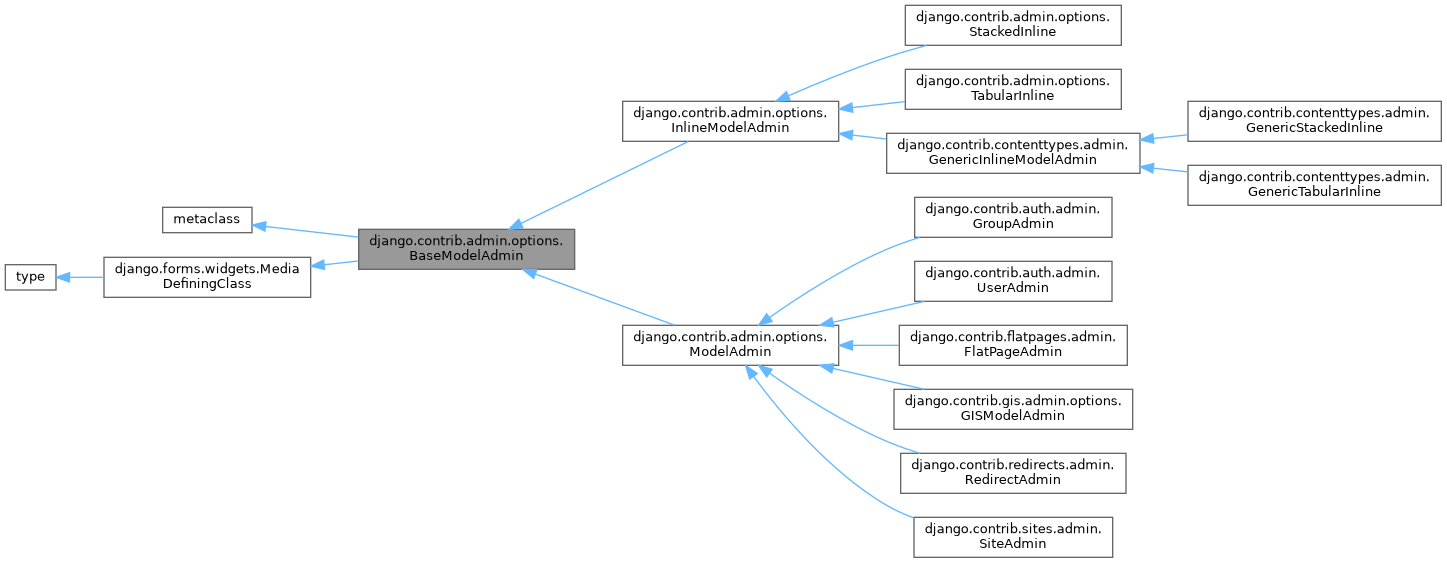 django.contrib.admin.options.
StackedInline
django.contrib.admin.options.
TabularInline
django.contrib.admin.options.
InlineModelAdmin
django.contrib.contenttypes.admin.
GenericInlineModelAdmin
django.contrib.contenttypes.admin.
GenericStackedInline
django.contrib.contenttypes.admin.
GenericTabularInline
metaclass
django.contrib.admin.options.
BaseModelAdmin
type
django.forms.widgets.Media
DefiningClass
django.contrib.auth.admin.
GroupAdmin
django.contrib.auth.admin.
UserAdmin
django.contrib.admin.options.
ModelAdmin
django.contrib.flatpages.admin.
FlatPageAdmin
django.contrib.gis.admin.options.
GISModelAdmin
django.contrib.redirects.admin.
RedirectAdmin
django.contrib.sites.admin.
SiteAdmin